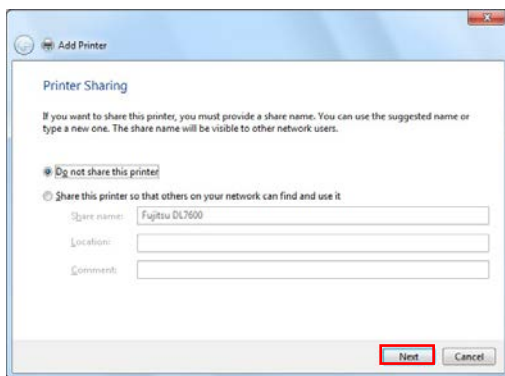 Add Printer
Printer Sharing
If you want to share this printer, you must provide a share name. You can use the suggested name or
type a new one. The share name will be visible to other network users.
Do not share this printer
Share this printer so that others on your network can find and use it
Share name: Fujitsu DL7600
Location:
Comment:
Next Cancel